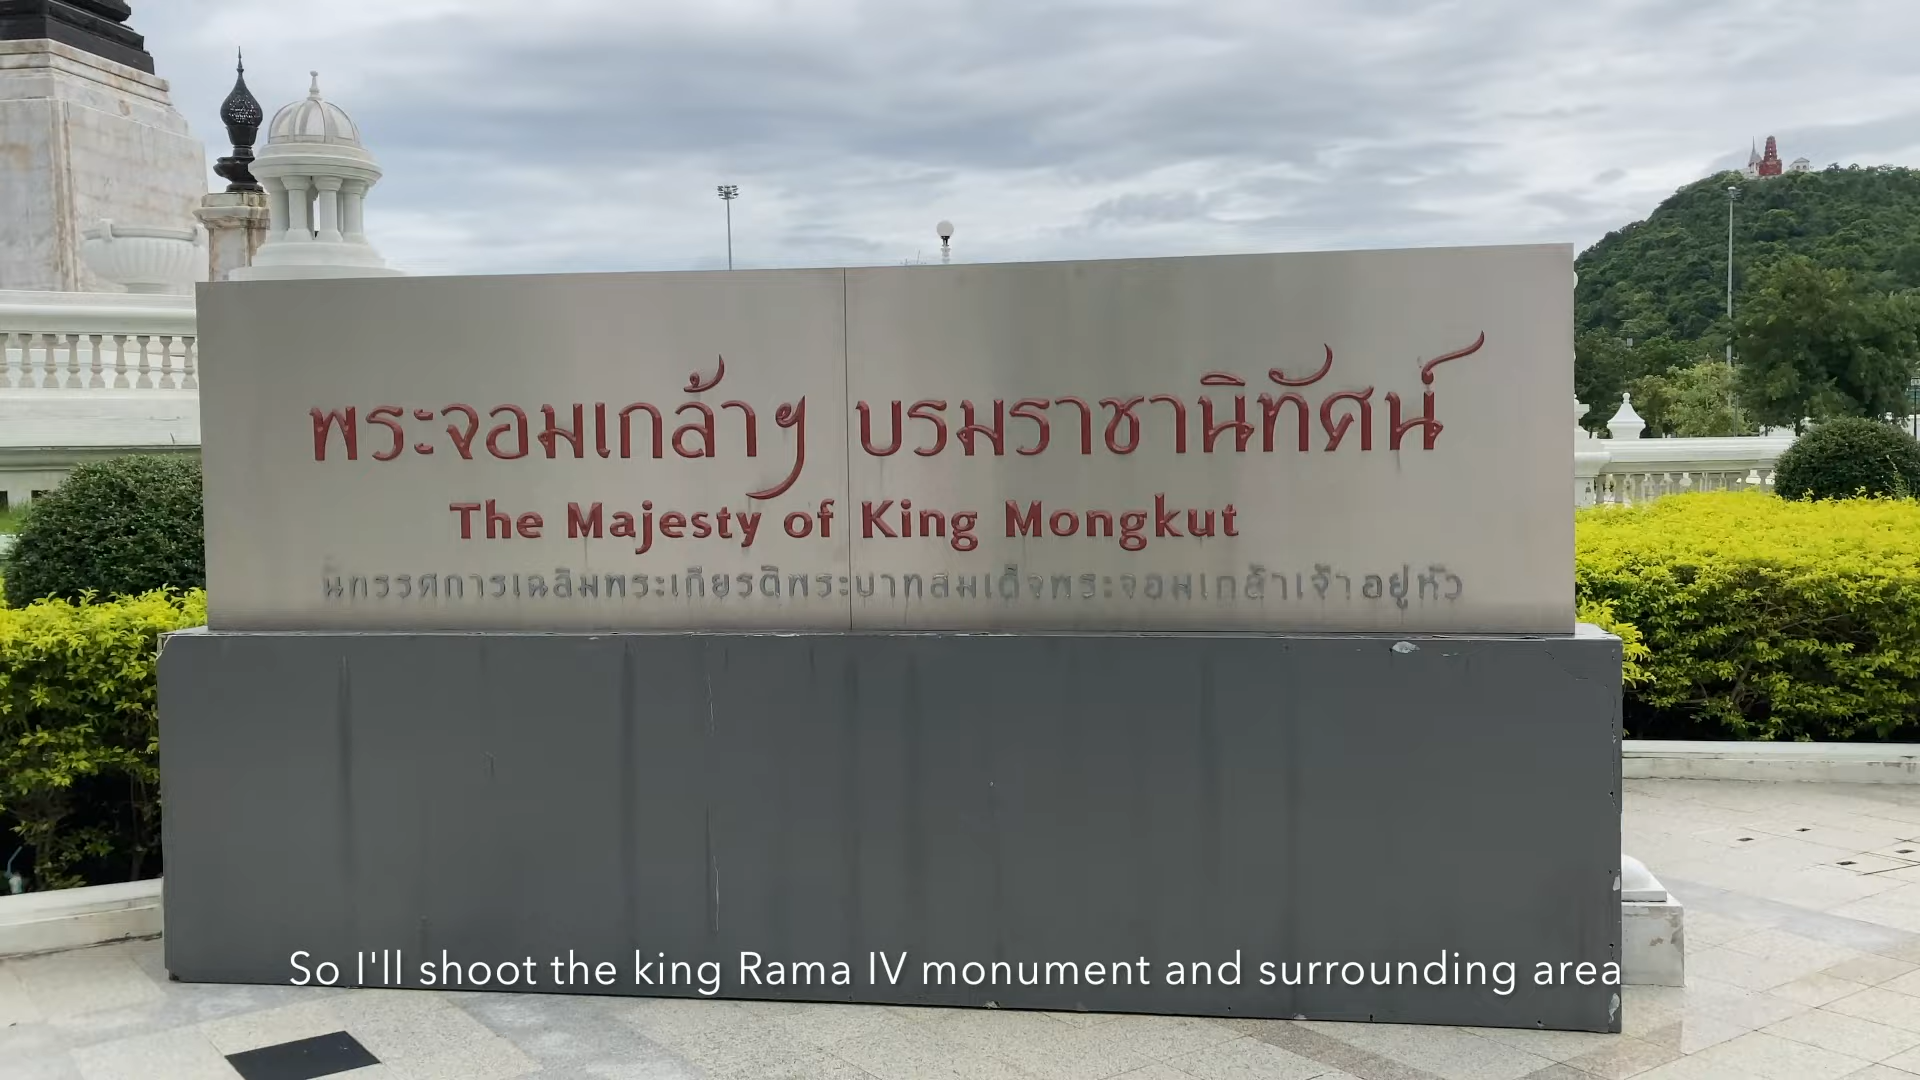 พระจอมเกล้าฯ บรมราชานิทัศน์
The Majesty of King Mongkut
นิทรรศการเฉลิมพระเกียรติพระบาทสมเด็จพระจอมเกล้าเจ้าอยู่หัว
So I'll shoot the king Rama IV monument and surrounding area